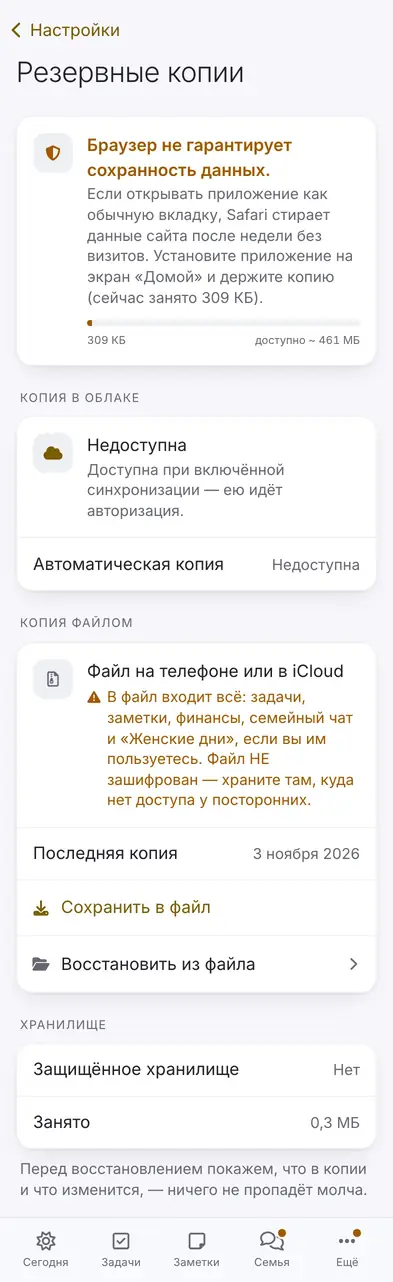 Настройки
Резервные копии
Браузер не гарантирует
сохранность данных.
Если открывать приложение как
обычную вкладку, Safari стирает
данные сайта после недели без
визитов. Установите приложение на
экран «Домой» и держите копию
(сейчас занято 309 КБ).
309 КБ
доступно ~ 461 МБ
КОПИЯ В ОБЛАКЕ
Недоступна
Доступна при включённой
синхронизации — ею идёт
авторизация.
Автоматическая копия
Недоступна
КОПИЯ ФАЙЛОМ
Файл на телефоне или в iCloud
В файл входит всё: задачи,
заметки, финансы, семейный чат
и «Женские дни», если вы им
пользуетесь. Файл НЕ
зашифрован — храните там, куда
нет доступа у посторонних.
Последняя копия
3 ноября 2026
Сохранить в файл
Восстановить из файла
ХРАНИЛИЩЕ
Защищённое хранилище
Нет
Занято
0,3 МБ
Перед восстановлением покажем, что в копии
и что изменится, — ничего не пропадёт молча.
Сегодня
Задачи
Заметки
Семья
Ещё